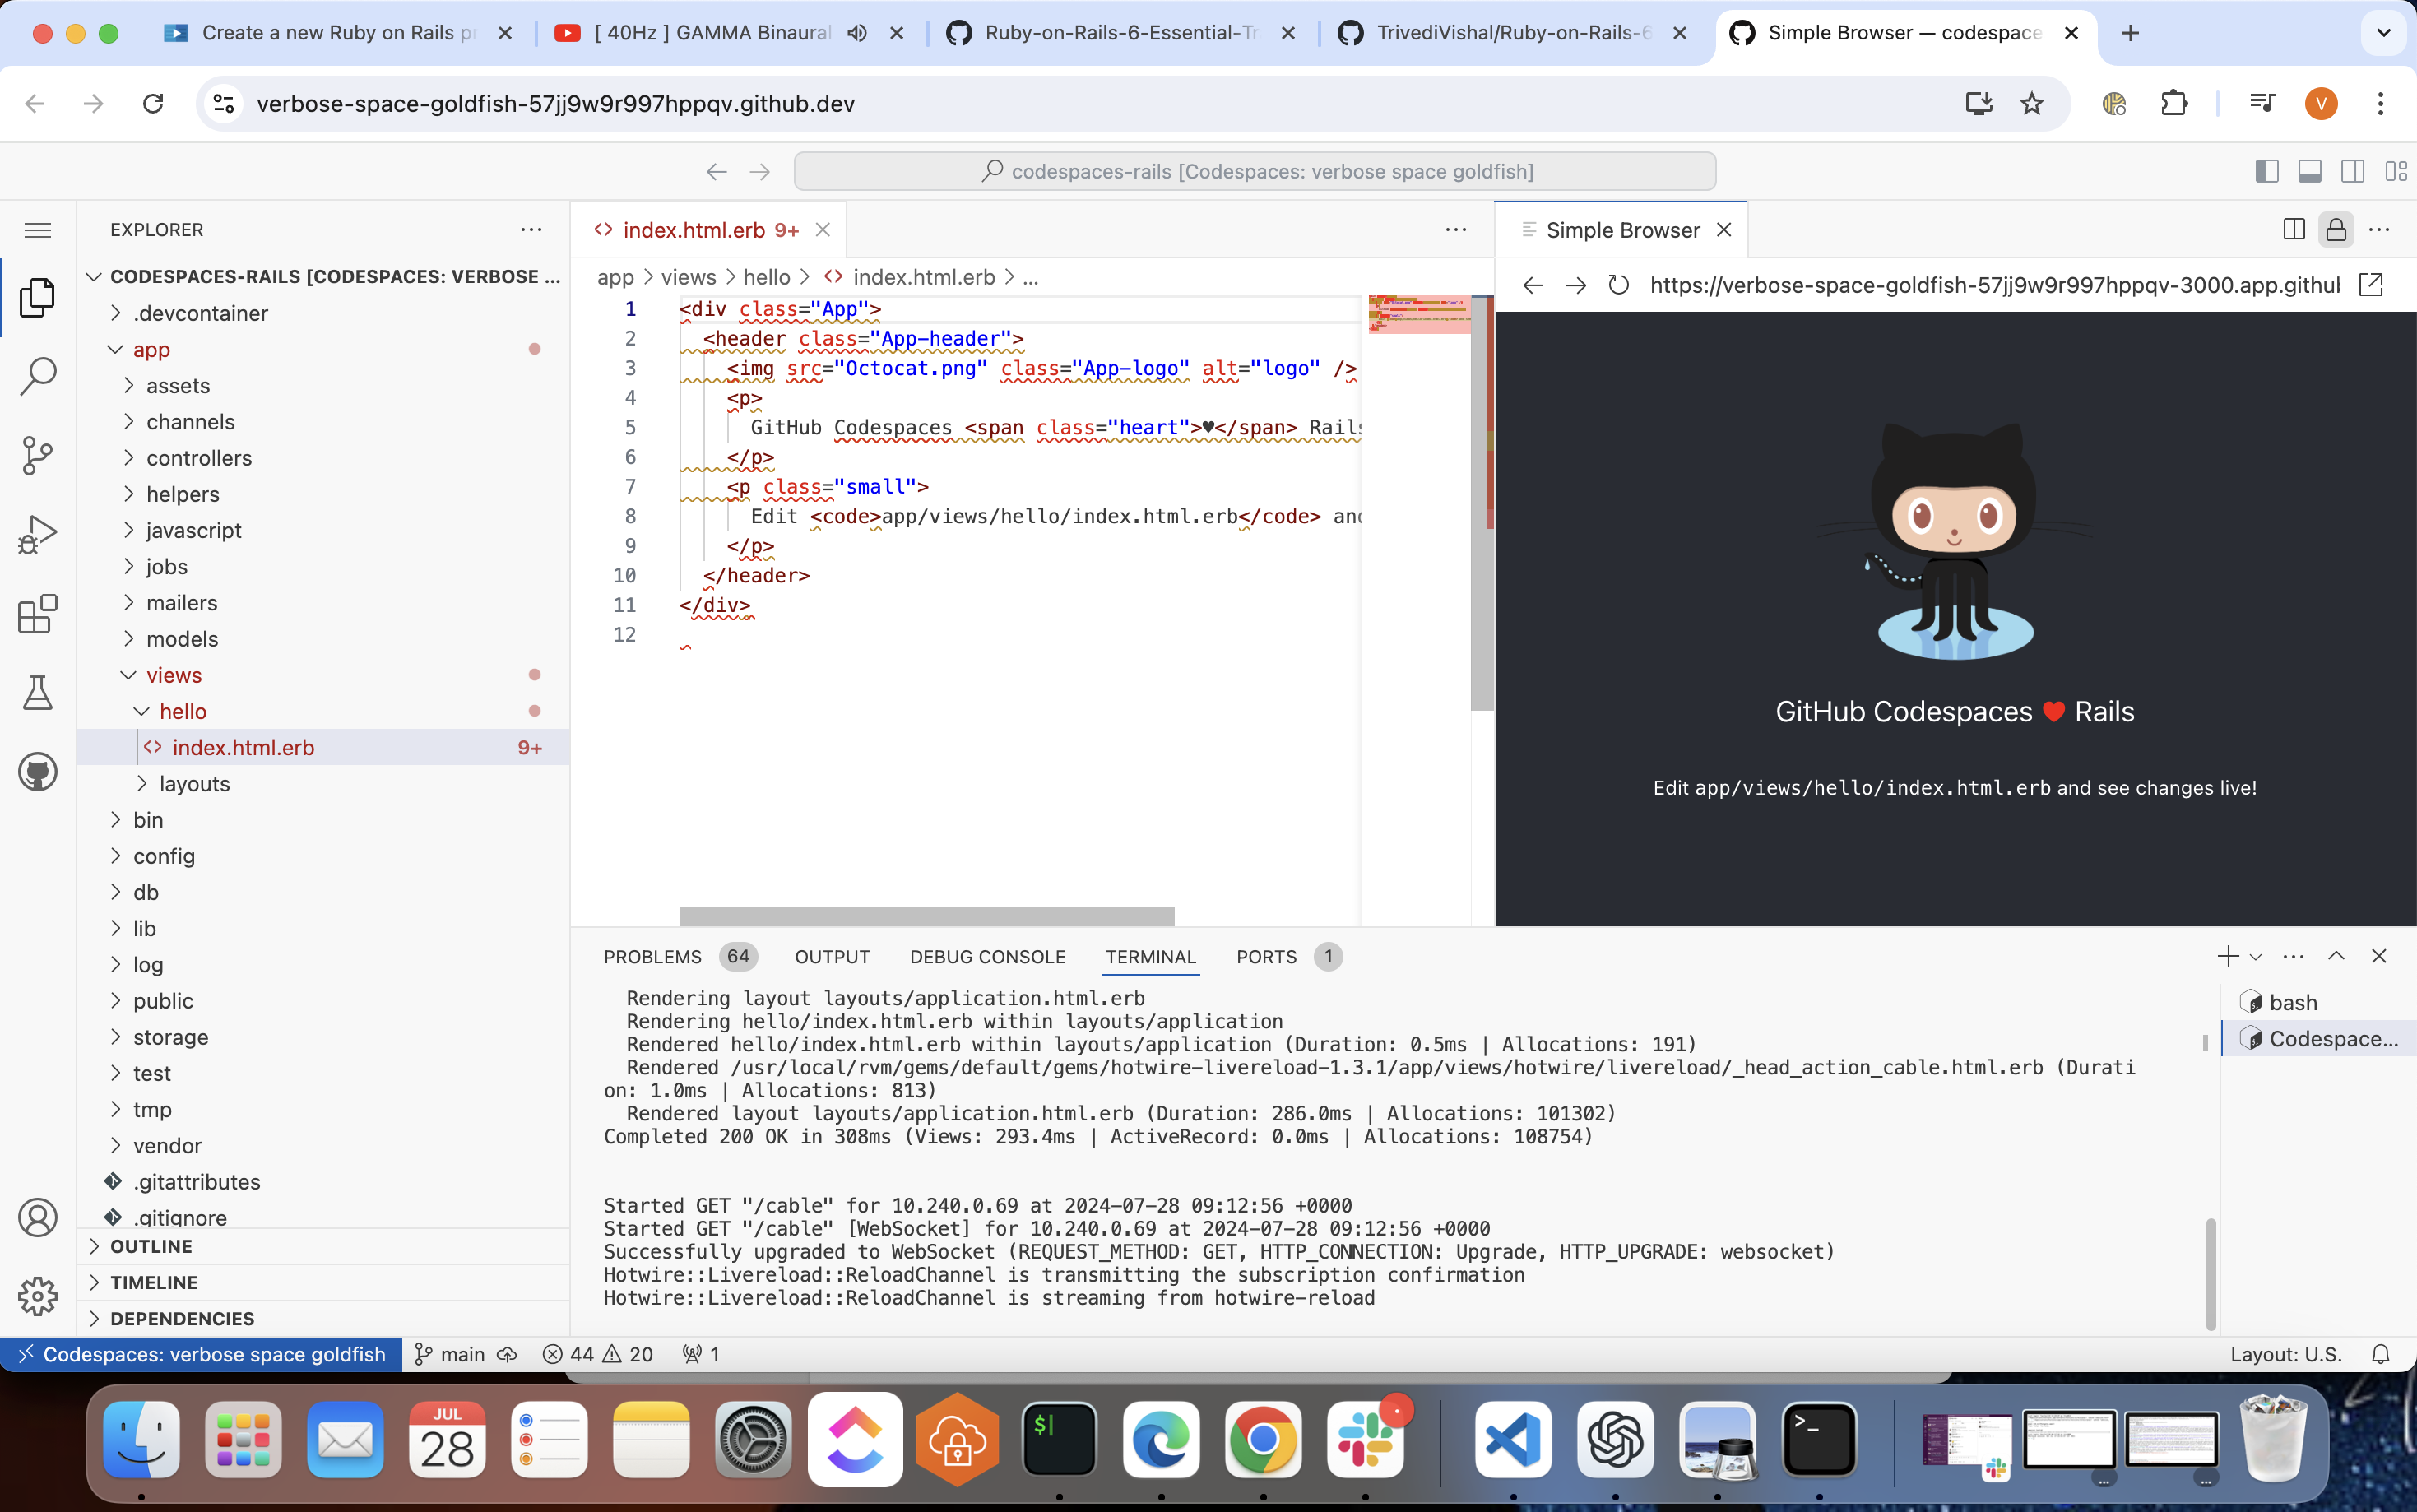 Create a new Ruby on Rails pr
[ 40Hz ] GAMMA Binaural
Ruby-on-Rails-6-Essential-Tr
TrivediVishal/Ruby-on-Rails-6
Simple Browser — codespace
verbose-space-goldfish-57jj9w9r997hppqv.github.dev
V
codespaces-rails [Codespaces: verbose space goldfish]
EXPLORER
CODESPACES-RAILS [CODESPACES: VERBOSE ...
.devcontainer
app
assets
channels
controllers
helpers
javascript
jobs
mailers
models
views
hello
index.html.erb 9+
layouts
bin
config
db
lib
log
public
storage
test
tmp
vendor
.gitattributes
.gitignore
OUTLINE
TIMELINE
DEPENDENCIES
index.html.erb 9+
app > views > hello > <> index.html.erb > ...
1 <div class="App">
2 <header class="App-header">
3 <img src="Octocat.png" class="App-logo" alt="logo" />
4 <p>
5 GitHub Codespaces <span class="heart">♥</span> Rails
6 </p>
7 <p class="small">
8 Edit <code>app/views/hello/index.html.erb</code> and
9 </p>
10 </header>
11 </div>
12
Simple Browser
https://verbose-space-goldfish-57jj9w9r997hppqv-3000.app.github
GitHub Codespaces ♥ Rails
Edit app/views/hello/index.html.erb and see changes live!
PROBLEMS 64 OUTPUT DEBUG CONSOLE TERMINAL PORTS 1
Rendering layout layouts/application.html.erb
Rendering hello/index.html.erb within layouts/application
Rendered hello/index.html.erb within layouts/application (Duration: 0.5ms | Allocations: 191)
Rendered /usr/local/rvm/gems/default/gems/hotwire-livereload-1.3.1/app/views/hotwire/livereload/_head_action_cable.html.erb (Durati
on: 1.0ms | Allocations: 813)
Rendered layout layouts/application.html.erb (Duration: 286.0ms | Allocations: 101302)
Completed 200 OK in 308ms (Views: 293.4ms | ActiveRecord: 0.0ms | Allocations: 108754)
Started GET "/cable" for 10.240.0.69 at 2024-07-28 09:12:56 +0000
Started GET "/cable" [WebSocket] for 10.240.0.69 at 2024-07-28 09:12:56 +0000
Successfully upgraded to WebSocket (REQUEST_METHOD: GET, HTTP_CONNECTION: Upgrade, HTTP_UPGRADE: websocket)
Hotwire::Livereload::ReloadChannel is transmitting the subscription confirmation
Hotwire::Livereload::ReloadChannel is streaming from hotwire-reload
bash
Codespace...
Codespaces: verbose space goldfish
main
44 20 1
Layout: U.S.
JUL
28